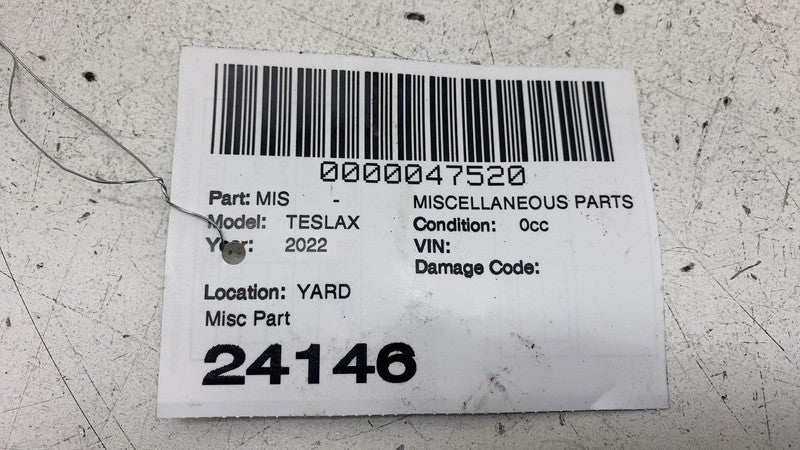 0000047520
Part: MIS - MISCELLANEOUS PARTS
Model: TESLAX Condition: 0cc
Year: 2022 VIN:
Damage Code:
Location: YARD
Misc Part
24146